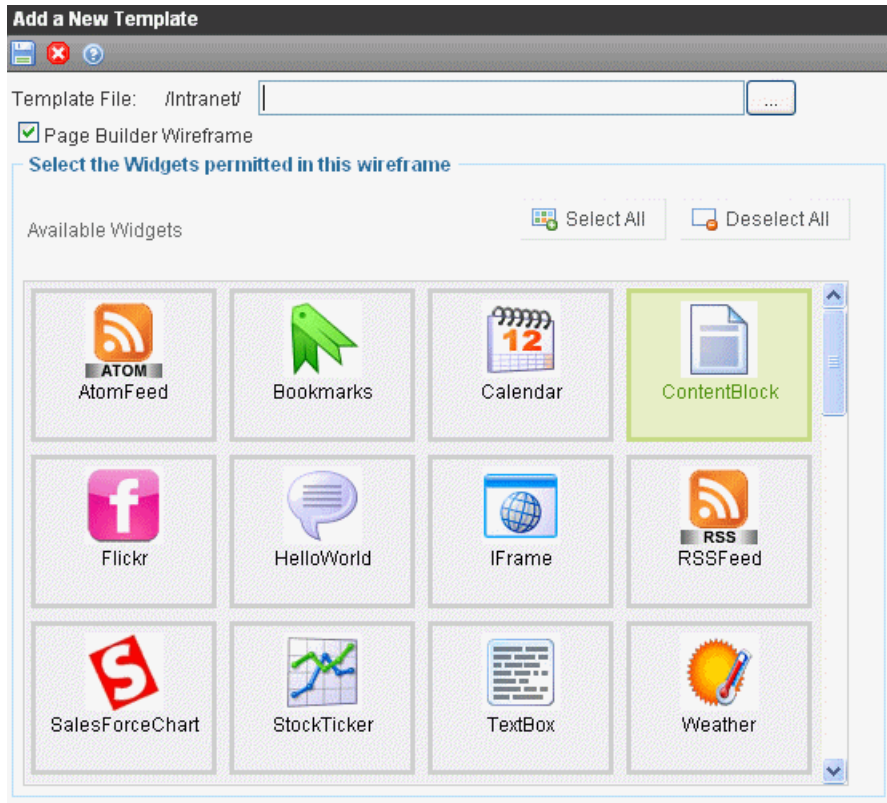 Add a New Template
Template File: /Intranet/ ...
Page Builder Wireframe
Select the Widgets permitted in this wireframe
Available Widgets Select All Deselect All
ATOM
AtomFeed
Bookmarks
12
Calendar
ContentBlock
f
Flickr
HelloWorld
IFrame
RSS
RSSFeed
S
SalesForceChart
StockTicker
TextBox
Weather